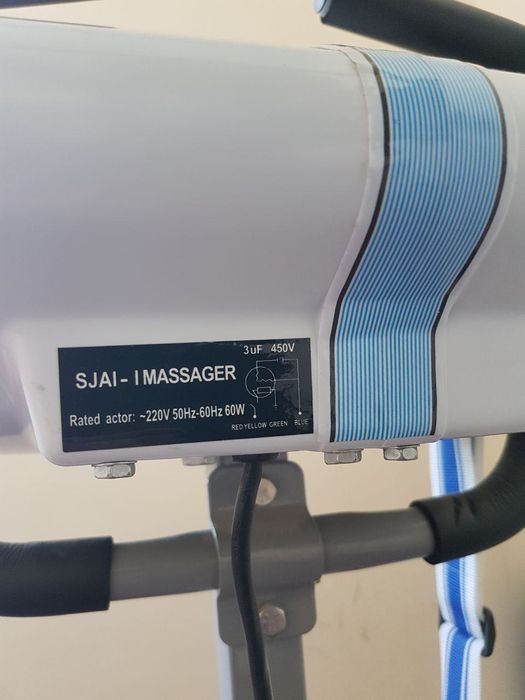 3uF 450V
SJAI - I MASSAGER
Rated actor: ~220V 50Hz-60Hz 60W
RED YELLOW GREEN BLUE